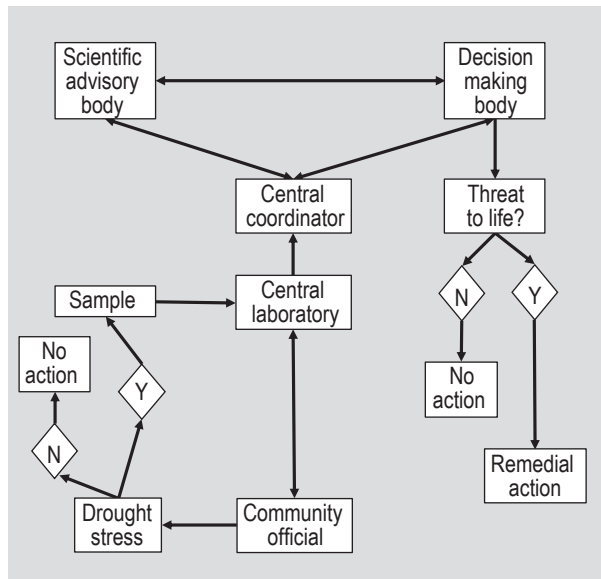 Scientific
advisory
body
Decision
making
body
Central
coordinator
Threat
to life?
Sample
Central
laboratory
N
Y
No
action
Y
No
action
N
Remedial
action
Drought
stress
Community
official